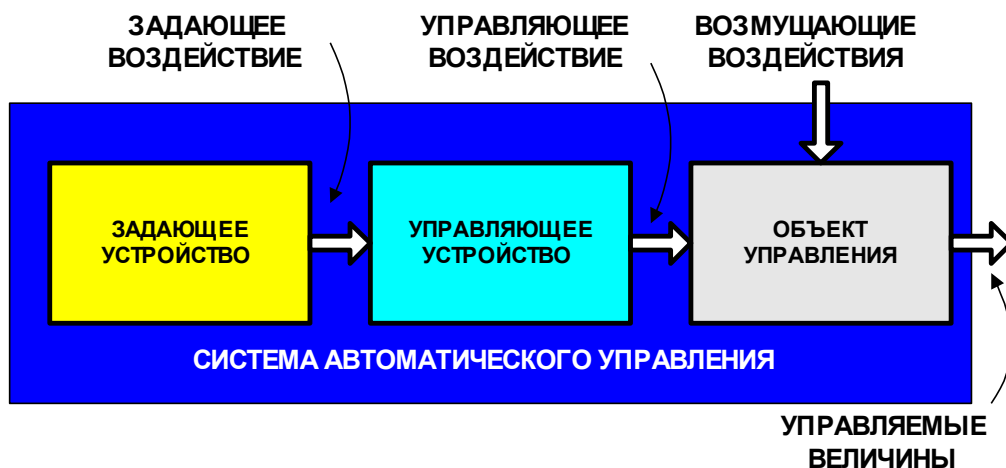 ЗАДАЮЩЕЕ
ВОЗДЕЙСТВИЕ
УПРАВЛЯЮЩЕЕ
ВОЗДЕЙСТВИЕ
ВОЗМУЩАЮЩИЕ
ВОЗДЕЙСТВИЯ
ЗАДАЮЩЕЕ
УСТРОЙСТВО
УПРАВЛЯЮЩЕЕ
УСТРОЙСТВО
ОБЪЕКТ
УПРАВЛЕНИЯ
СИСТЕМА АВТОМАТИЧЕСКОГО УПРАВЛЕНИЯ
УПРАВЛЯЕМЫЕ
ВЕЛИЧИНЫ